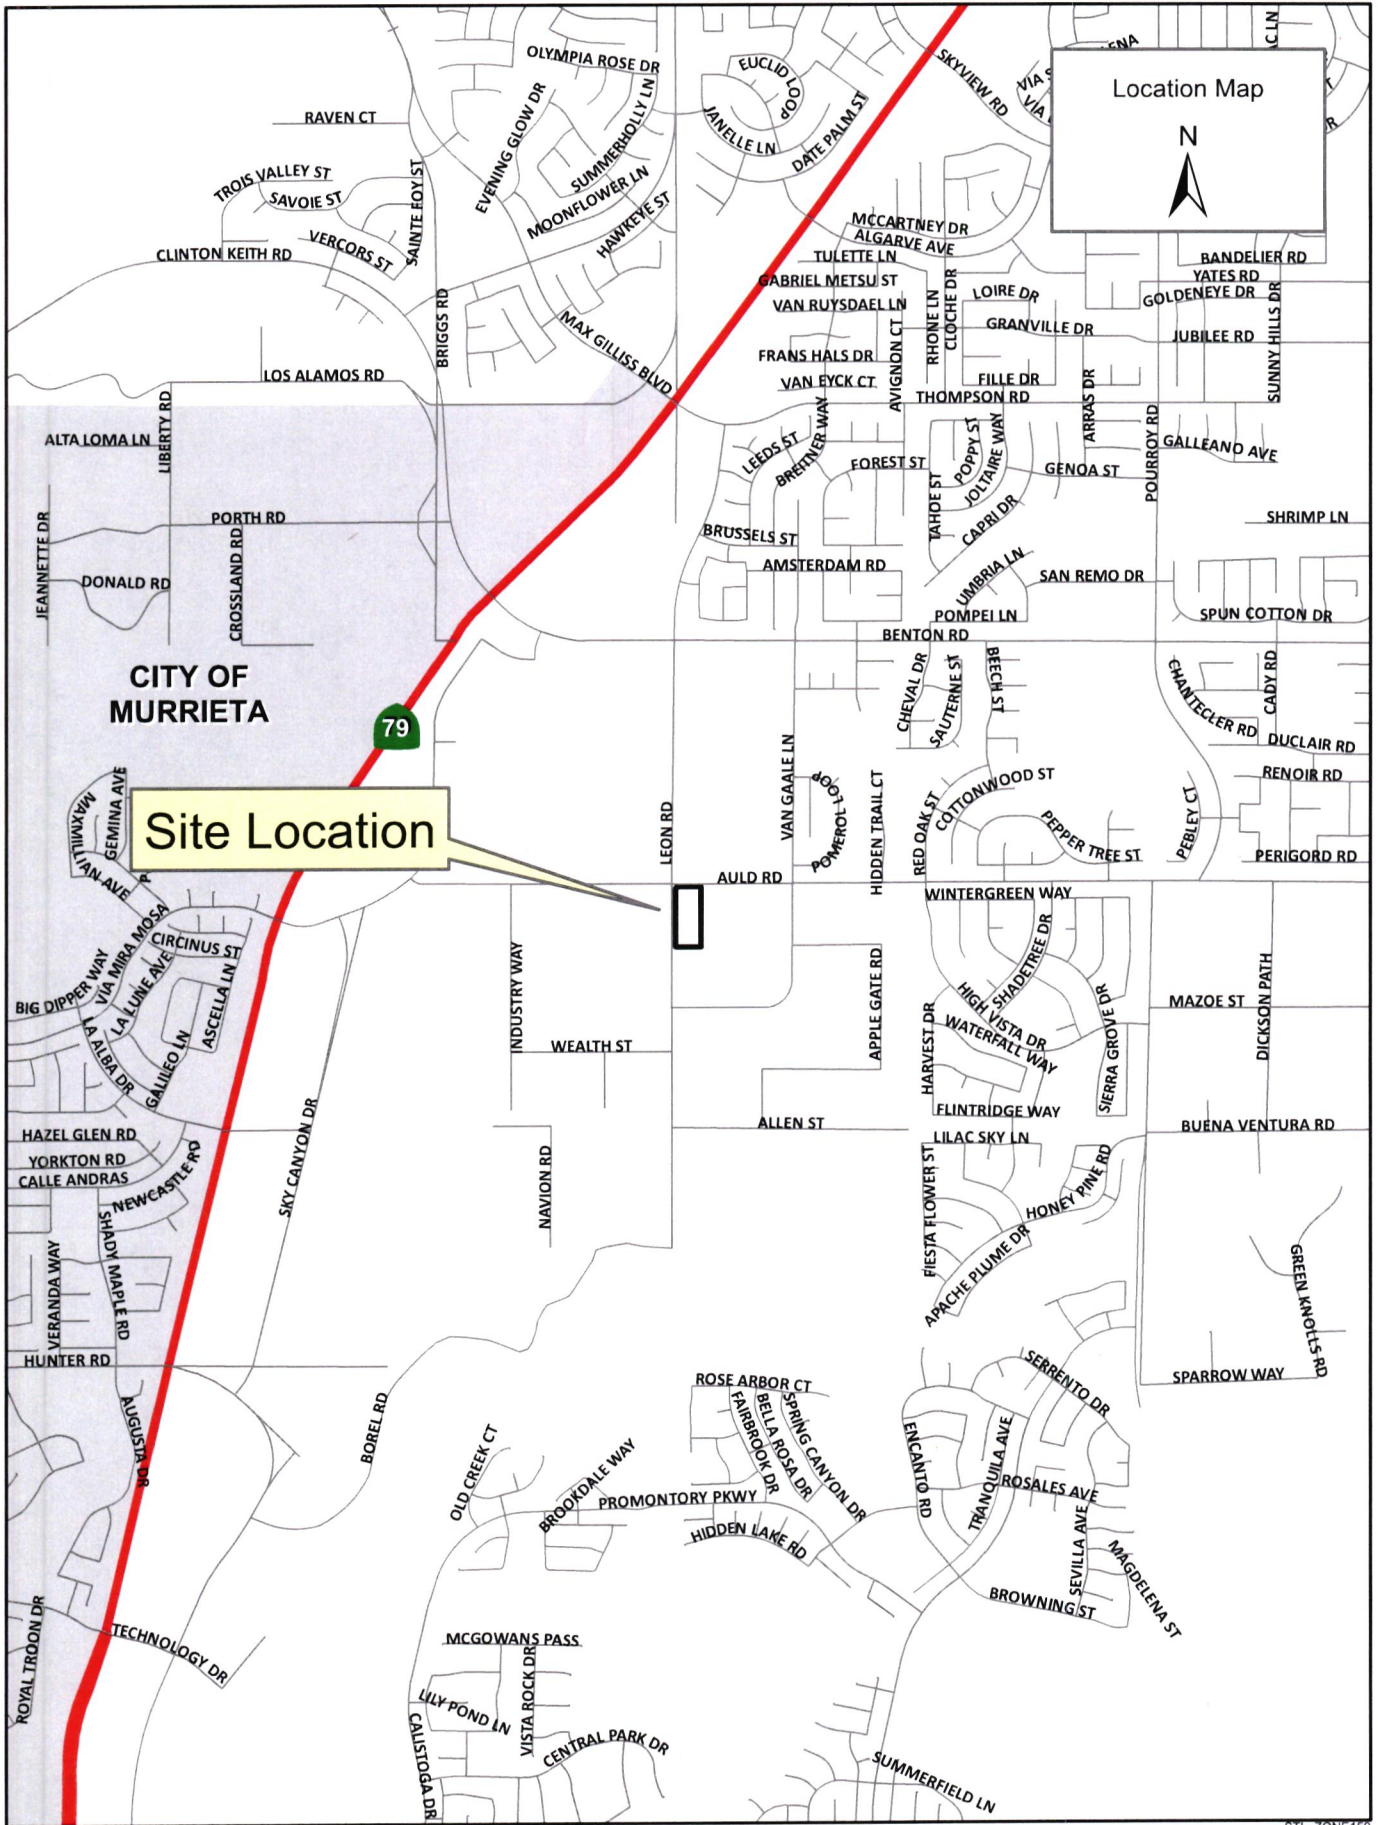 OLYMPIA ROSE DR
EUCLID LOOP
SKYVIEW RD
Location Map
N
RAVEN CT
EVENING GLOW DR
SUMMERHOLLY LN
JANELLE LN
DATE PALM ST
TROIS VALLEY ST
SAVOIE ST
SAINTE FOY ST
MOONFLOWER LN
HAWKEYE ST
CLINTON KEITH RD
VERCORS ST
MCCARTNEY DR
ALGARVE AVE
TULETTE LN
BANDELIER RD
GABRIEL METSU ST
YATES RD
VAN RUYSDAEL LN
RHONE LN
CLOCHE DR
LOIRE DR
GOLDENEYE DR
SUNNY HILLS DR
BRIGGS RD
MAX GILLISS BLVD
AVIGNON CT
GRANVILLE DR
JUBILEE RD
FRANS HALS DR
LOS ALAMOS RD
VAN EYCK CT
FILLE DR
THOMPSON RD
LIBERTY RD
ARRAS DR
POURROY RD
ALTA LOMA LN
LEEDS ST
BREITNER WAY
FOREST ST
POPPY ST
JOLTAIRE WAY
GENOA ST
GALLEANO AVE
JEANNETTE DR
PORTH RD
CROSSLAND RD
TAHOE ST
CAPRI DR
SHRIMP LN
BRUSSELS ST
DONALD RD
AMSTERDAM RD
UMBRIA LN
SAN REMO DR
POMPEI LN
SPUN COTTON DR
BENTON RD
CITY OF
MURRIETA
79
CHEVAL DR
SAUTERNE ST
BEECH ST
CHANTECLER RD
CADY RD
DUCLAIR RD
MAXMILLIAN AVE
GEMINA AVE
Site Location
LEON RD
VAN GAALE LN
POMEROL LOOP
HIDDEN TRAIL CT
RED OAK ST
COTTONWOOD ST
PEPPER TREE ST
PEBLEY CT
RENOIR RD
PERIGORD RD
AULD RD
WINTERGREEN WAY
VIA MIRA MOSA
CIRCINUS ST
BIG DIPPER WAY
LA LUNE AVE
ASCELLA LN
INDUSTRY WAY
APPLE GATE RD
SHADETREE DR
HIGH VISTA DR
DICKSON PATH
MAZOE ST
LA ALBA DR
GALILEO LN
WEALTH ST
HARVEST DR
WATERFALL WAY
SIERRA GROVE DR
FLINTRIDGE WAY
HAZEL GLEN RD
SKY CANYON DR
ALLEN ST
LILAC SKY LN
BUENA VENTURA RD
YORKTON RD
CALLE ANDRAS
NEWCASTLE RD
NAVION RD
FIESTA FLOWER ST
HONEY PINE RD
APACHE PLUME DR
GREEN KNOLLS RD
VERANDA WAY
SHADY MAPLE RD
HUNTER RD
SPARROW WAY
AUGUSTA DR
BOREL RD
ROSE ARBOR CT
FAIRBROOK DR
BELLA ROSA DR
SPRING CANYON DR
SERRENTO DR
OLD CREEK CT
BROOKDALE WAY
PROMONTORY PKWY
ENCANTO RD
TRANQUILA AVE
ROSALES AVE
HIDDEN LAKE RD
SEVILLA AVE
MAGDELENA ST
BROWNING ST
ROYAL TROON DR
TECHNOLOGY DR
MCGOWANS PASS
VISTA ROCK DR
LILY POND LN
CALISTOGA DR
CENTRAL PARK DR
SUMMERFIELD LN